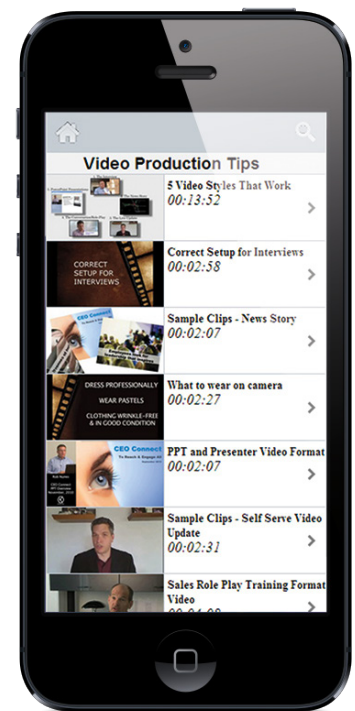 Video Production Tips
5 Video Styles That Work
00:13:52
CORRECT
SETUP FOR
INTERVIEWS
Correct Setup for Interviews
00:02:58
Sample Clips - News Story
00:02:07
DRESS PROFESSIONALLY
WEAR PASTELS
CLOTHING WRINKLE-FREE
& IN GOOD CONDITION
What to wear on camera
00:02:27
CEO Connect
PPT and Presenter Video Format
00:02:07
Sample Clips - Self Serve Video
Update
00:02:31
Sales Role Play Training Format
Video